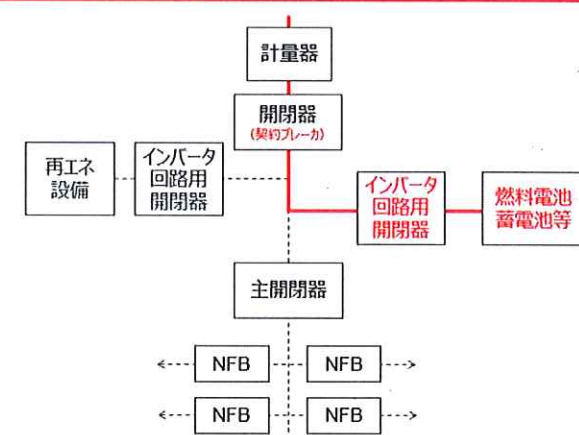 計量器
開閉器
(契約ブレーカ)
再エネ
設備
インバータ
回路用
開閉器
インバータ
回路用
開閉器
燃料電池
蓄電池等
主開閉器
NFB
NFB
NFB
NFB